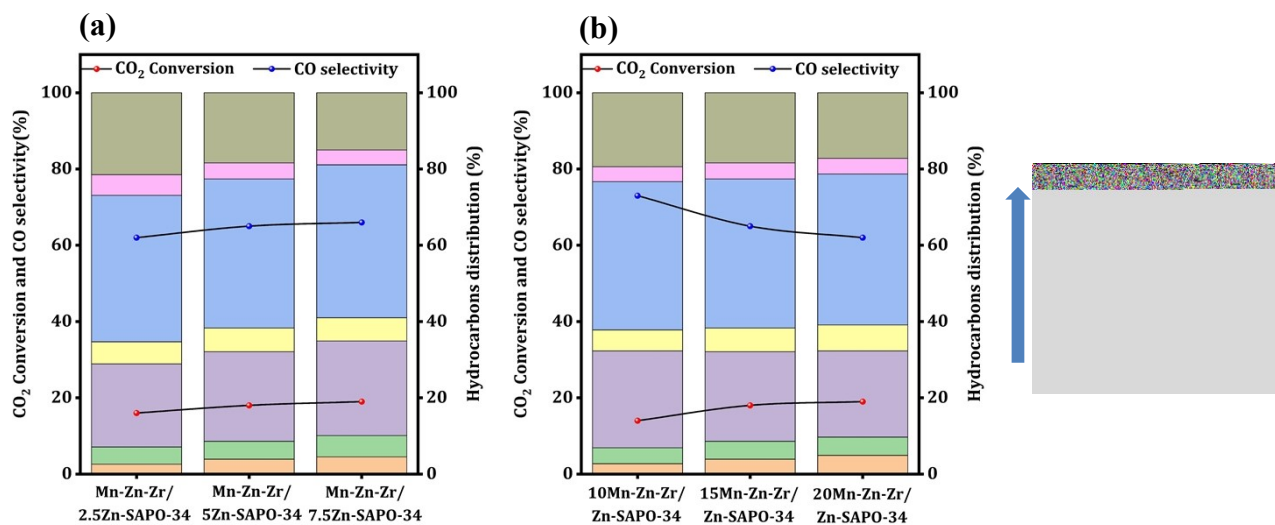 (a)
CO₂ Conversion
CO selectivity
CO₂ Conversion and CO selectivity(%)
100
80
60
40
20
0
100
80
60
40
20
0
Hydrocarbons distribution (%)
Mn-Zn-Zr/
2.5Zn-SAPO-34
Mn-Zn-Zr/
5Zn-SAPO-34
Mn-Zn-Zr/
7.5Zn-SAPO-34
(b)
CO₂ Conversion
CO selectivity
CO₂ Conversion and CO selectivity(%)
100
80
60
40
20
0
100
80
60
40
20
0
Hydrocarbons distribution (%)
10Mn-Zn-Zr/
Zn-SAPO-34
15Mn-Zn-Zr/
Zn-SAPO-34
20Mn-Zn-Zr/
Zn-SAPO-34